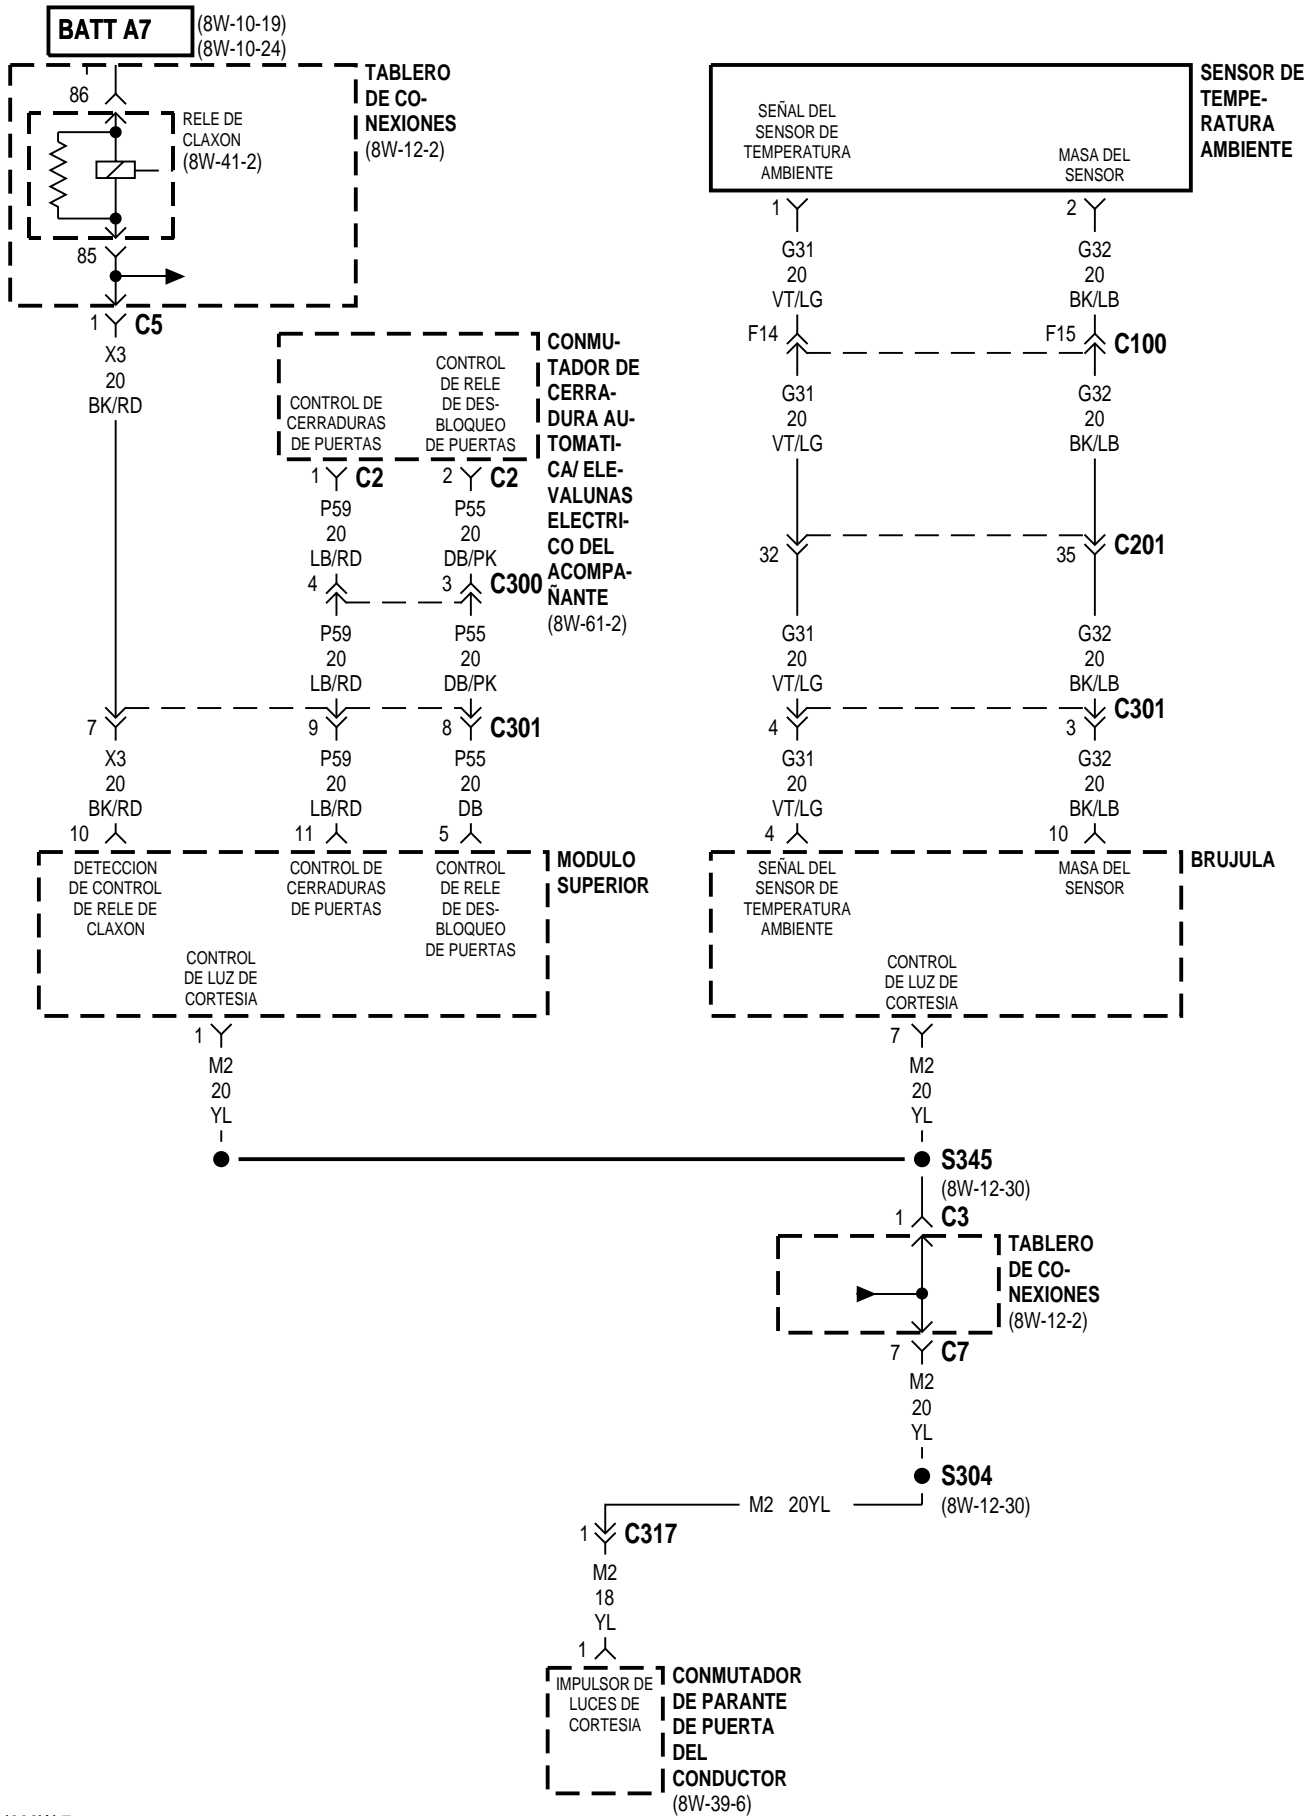 BATT A7
(8W-10-19)
(8W-10-24)
TABLERO
DE CO-
NEXIONES
(8W-12-2)
86
RELE DE
CLAXON
(8W-41-2)
85
1
C5
X3
20
BK/RD
SENSOR DE
TEMPE-
RATURA
AMBIENTE
SEÑAL DEL
SENSOR DE
TEMPERATURA
AMBIENTE
MASA DEL
SENSOR
1
2
G31
20
VT/LG
G32
20
BK/LB
F14
F15
C100
G31
20
VT/LG
G32
20
BK/LB
CONTROL DE
CERRADURAS
DE PUERTAS
CONTROL
DE RELE
DE DES-
BLOQUEO
DE PUERTAS
CONMU-
TADOR DE
CERRA-
DURA AU-
TOMATI-
CA/ ELE-
VALUNAS
ELECTRI-
CO DEL
ACOMPA-
ÑANTE
(8W-61-2)
1
C2
2
C2
P59
20
LB/RD
P55
20
DB/PK
4
3
C300
P59
20
LB/RD
P55
20
DB/PK
32
35
C201
G31
20
VT/LG
G32
20
BK/LB
7
9
8
C301
4
3
C301
X3
20
BK/RD
P59
20
LB/RD
P55
20
DB
G31
20
VT/LG
G32
20
BK/LB
10
11
5
4
10
DETECCION
DE CONTROL
DE RELE DE
CLAXON
CONTROL DE
CERRADURAS
DE PUERTAS
CONTROL
DE RELE
DE DES-
BLOQUEO
DE PUERTAS
MODULO
SUPERIOR
CONTROL
DE LUZ DE
CORTESIA
SEÑAL DEL
SENSOR DE
TEMPERATURA
AMBIENTE
MASA DEL
SENSOR
BRUJULA
CONTROL
DE LUZ DE
CORTESIA
1
M2
20
YL
7
M2
20
YL
S345
(8W-12-30)
1
C3
TABLERO
DE CO-
NEXIONES
(8W-12-2)
7
C7
M2
20
YL
S304
(8W-12-30)
M2 20YL
1
C317
M2
18
YL
1
IMPULSOR DE
LUCES DE
CORTESIA
CONMUTADOR
DE PARANTE
DE PUERTA
DEL
CONDUCTOR
(8W-39-6)